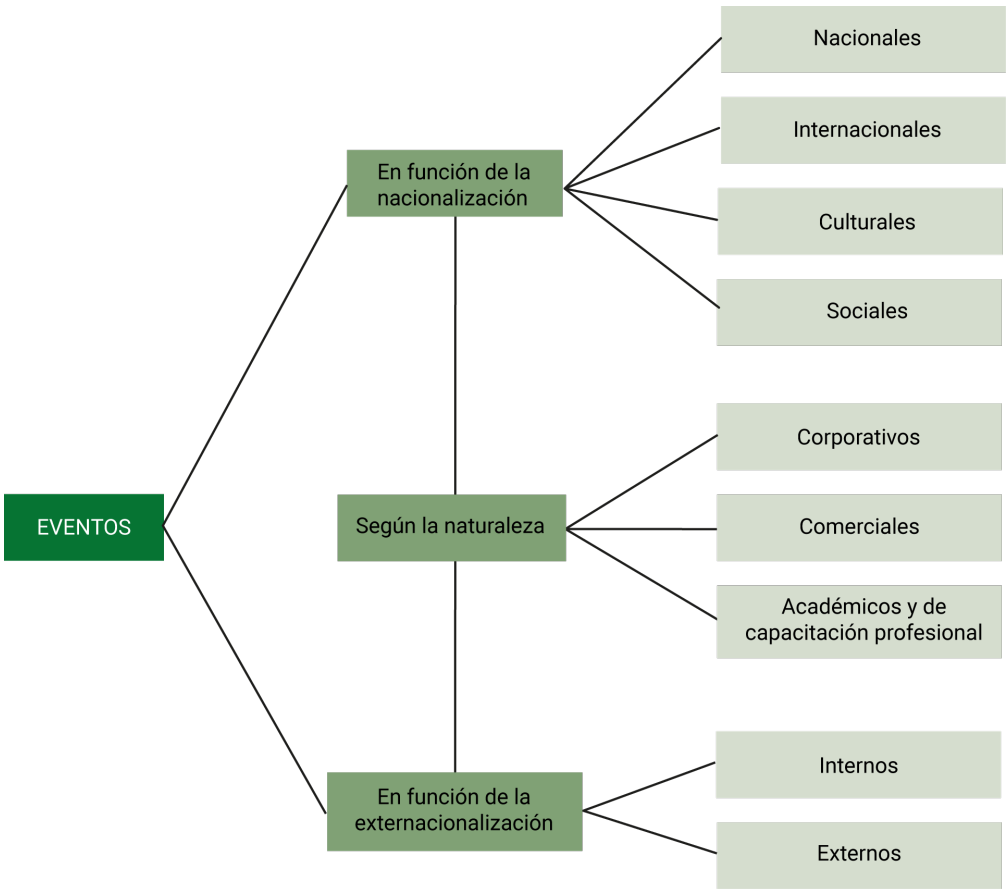 EVENTOS
En función de la
nacionalización
Nacionales
Internacionales
Culturales
Sociales
Según la naturaleza
Corporativos
Comerciales
Académicos y de
capacitación profesional
En función de la
externacionalización
Internos
Externos